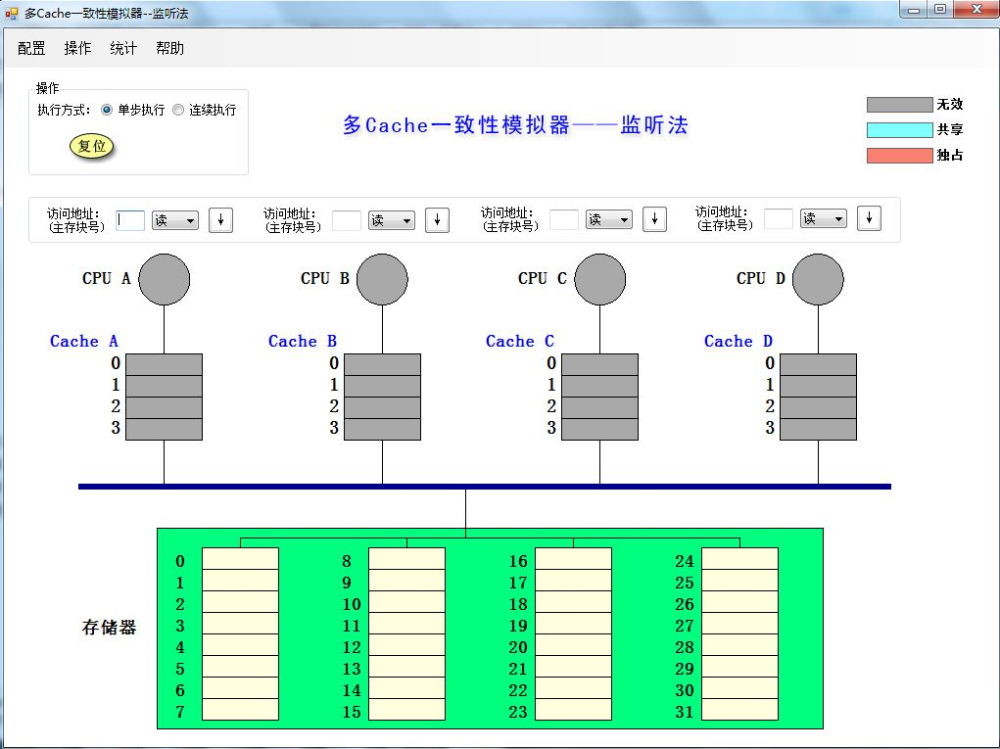 多Cache一致性模拟器--监听法
配置 操作 统计 帮助
操作
执行方式： 单步执行 连续执行
复位
多Cache一致性模拟器——监听法
无效
共享
独占
访问地址：
(主存块号) 读 ↓
访问地址：
(主存块号) 读 ↓
访问地址：
(主存块号) 读 ↓
访问地址：
(主存块号) 读 ↓
CPU A CPU B CPU C CPU D
Cache A Cache B Cache C Cache D
0 0 0 0
1 1 1 1
2 2 2 2
3 3 3 3
存储器
0 8 16 24
1 9 17 25
2 10 18 26
3 11 19 27
4 12 20 28
5 13 21 29
6 14 22 30
7 15 23 31